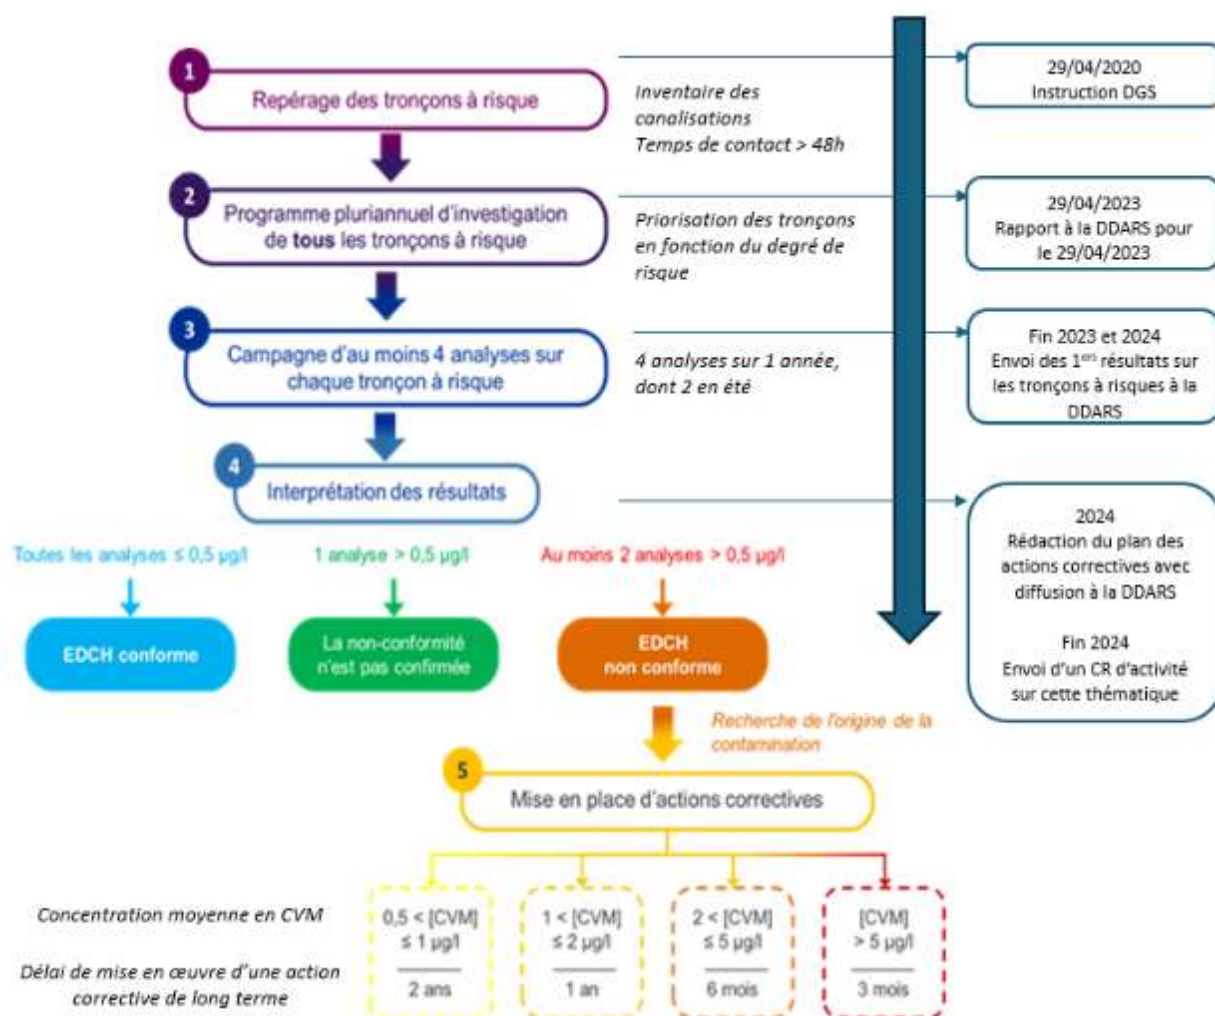 1
Repérage des tronçons à risque
Inventaire des
canalisations
Temps de contact > 48h
29/04/2020
Instruction DGS
2
Programme pluriannuel d'investigation
de tous les tronçons à risque
Priorisation des tronçons
en fonction du degré de
risque
29/04/2023
Rapport à la DDARS pour
le 29/04/2023
3
Campagne d'au moins 4 analyses sur
chaque tronçon à risque
4 analyses sur 1 année,
dont 2 en été
Fin 2023 et 2024
Envoi des 1ers résultats sur
les tronçons à risques à la
DDARS
4
Interprétation des résultats
2024
Rédaction du plan des
actions correctives avec
diffusion à la DDARS
Fin 2024
Envoi d'un CR d'activité
sur cette thématique
Toutes les analyses ≤ 0,5 µg/l
1 analyse > 0,5 µg/l
Au moins 2 analyses > 0,5 µg/l
EDCH conforme
La non-conformité
n'est pas confirmée
EDCH
non conforme
Recherche de l'origine de la
contamination
5
Mise en place d'actions correctives
Concentration moyenne en CVM
0,5 < [CVM]
≤ 1 µg/l
1 < [CVM]
≤ 2 µg/l
2 < [CVM]
≤ 5 µg/l
[CVM]
> 5 µg/l
Délai de mise en œuvre d'une action
corrective de long terme
2 ans
1 an
6 mois
3 mois